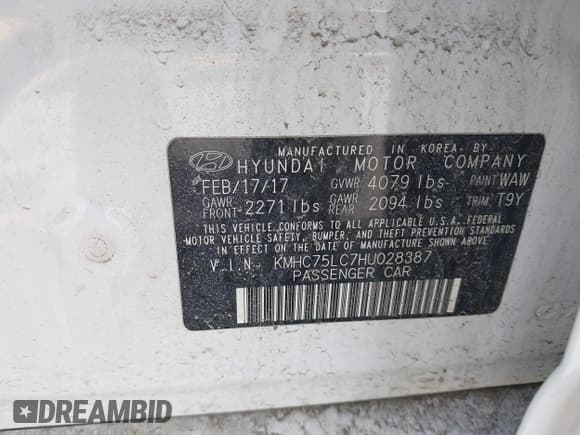 MANUFACTURED IN KOREA BY
HYUNDAI MOTOR COMPANY
FEB/17/17 GVWR 4079 lbs PAINT WAW
GAWR FRONT 2271 lbs GAWR REAR 2094 lbs TRIM T9Y
THIS VEHICLE CONFORMS TO ALL APPLICABLE U.S.A. FEDERAL
MOTOR VEHICLE SAFETY, BUMPER, AND THEFT PREVENTION STANDARDS
IN EFFECT ON THE DATE OF MANUFACTURE SHOWN ABOVE.
V.I.N. KMHC75LC7HU028387
PASSENGER CAR
DREAMBID